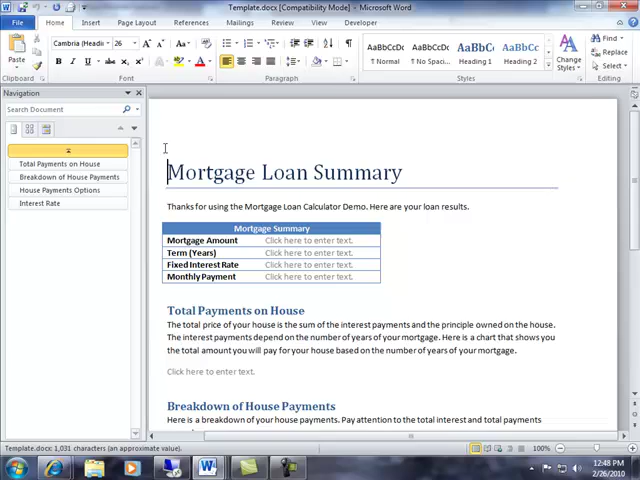 Template.docx [Compatibility Mode] - Microsoft Word
File Home Insert Page Layout References Mailings Review View Developer
Cambria (Headi 26
Paste
Clipboard Font Paragraph Styles Editing
AaBbCcDc AaBbCcDc AaBbCc AaBbCc
¶ Normal ¶ No Spaci... Heading 1 Heading 2
Change Styles
Find
Replace
Select
Navigation
Search Document
Total Payments on House
Breakdown of House Payments
House Payments Options
Interest Rate
Mortgage Loan Summary
Thanks for using the Mortgage Loan Calculator Demo. Here are your loan results.
Mortgage Summary
Mortgage Amount Click here to enter text.
Term (Years) Click here to enter text.
Fixed Interest Rate Click here to enter text.
Monthly Payment Click here to enter text.
Total Payments on House
The total price of your house is the sum of the interest payments and the principle owned on the house.
The interest payments depend on the number of years of your mortgage. Here is a chart that shows you
the total amount you will pay for your house based on the number of years of your mortgage.
Click here to enter text.
Breakdown of House Payments
Here is a breakdown of your house payments. Pay attention to the total interest and total payments
Template.docx: 1,031 characters (an approximate value).
100%
12:48 PM
2/26/2010